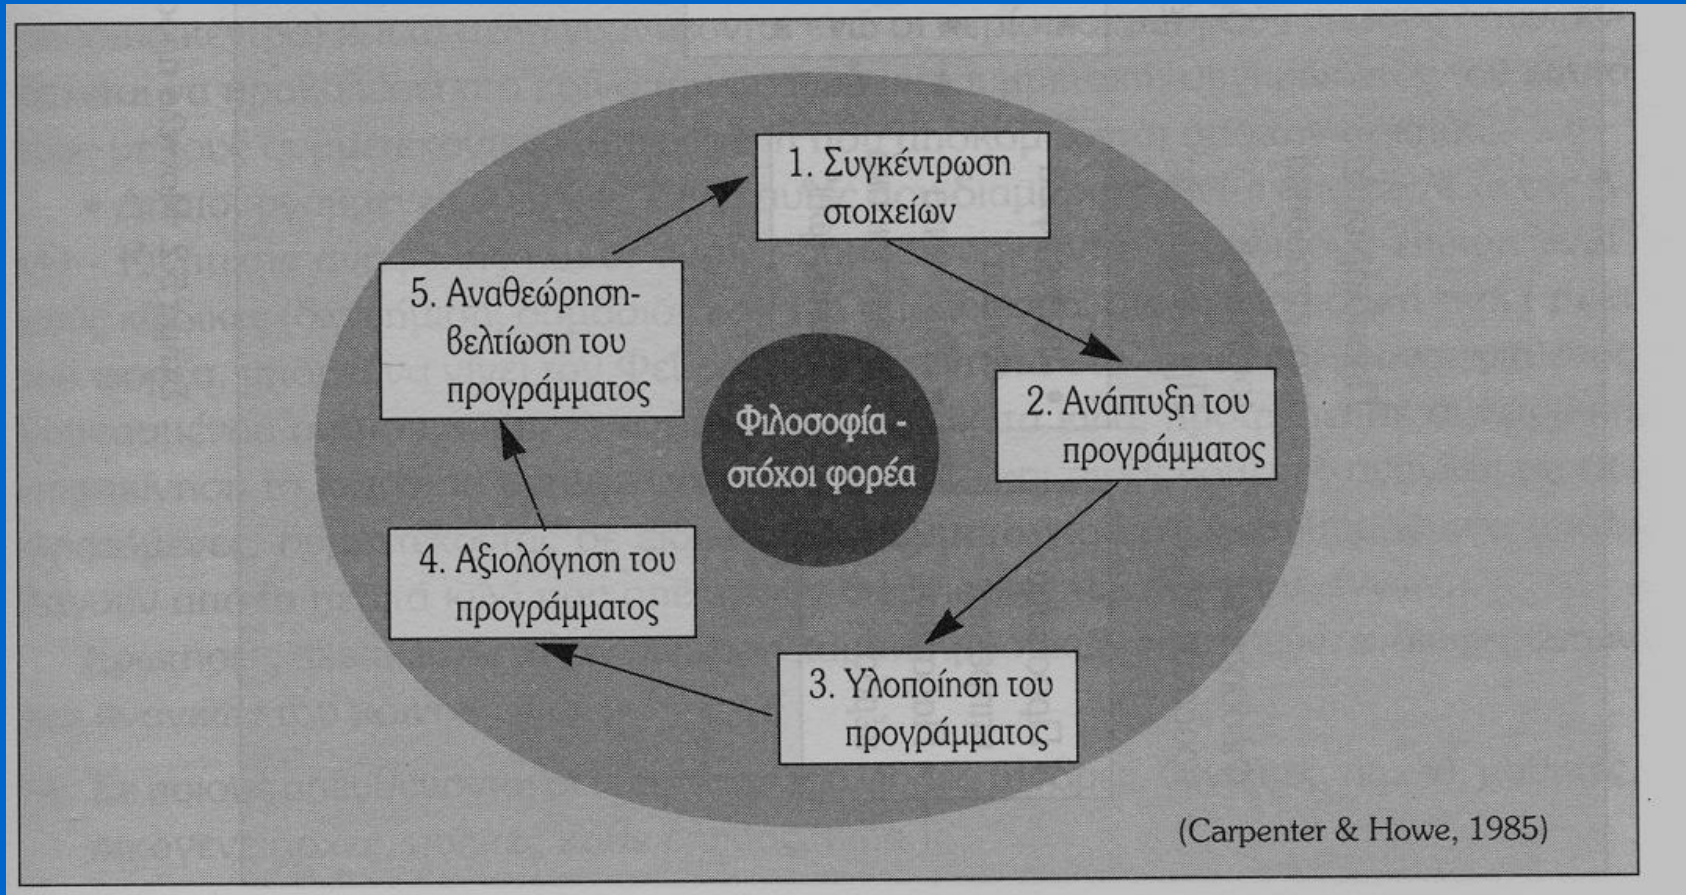 1. Συγκέντρωση
στοιχείων
2. Ανάπτυξη του
προγράμματος
3. Υλοποίηση του
προγράμματος
4. Αξιολόγηση του
προγράμματος
5. Αναθεώρηση-
βελτίωση του
προγράμματος
Φιλοσοφία -
στόχοι φορέα
(Carpenter & Howe, 1985)